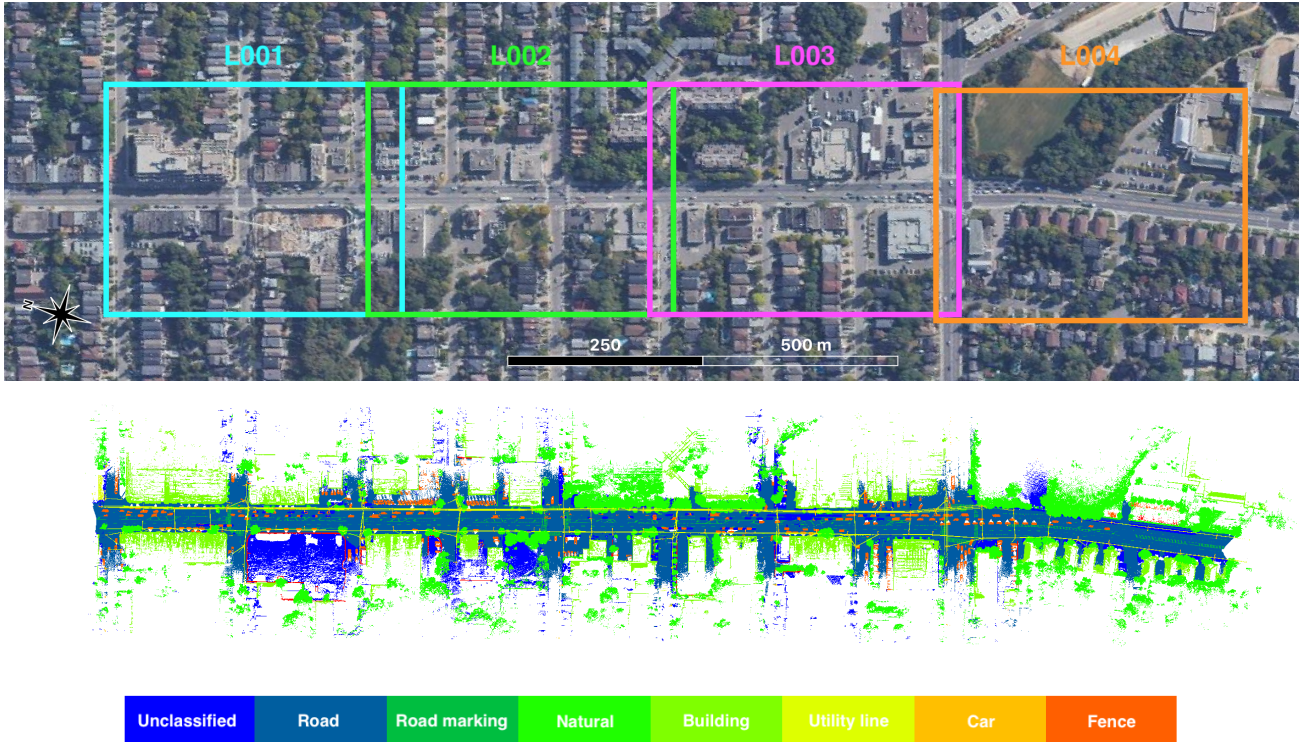 L001 L002 L003 L004
N
250 500 m
Unclassified Road Road marking Natural Building Utility line Car Fence